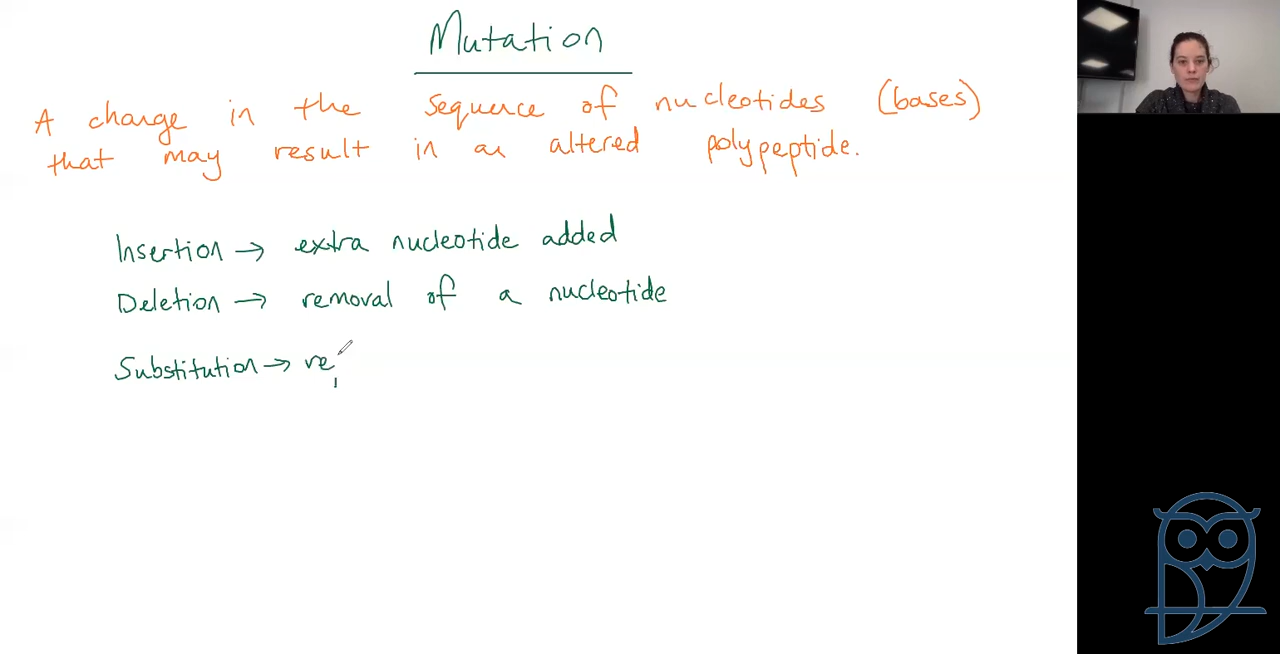 Mutation
A change in the sequence of nucleotides (bases)
that may result in an altered polypeptide.
Insertion → extra nucleotide added
Deletion → removal of a nucleotide
Substitution → re